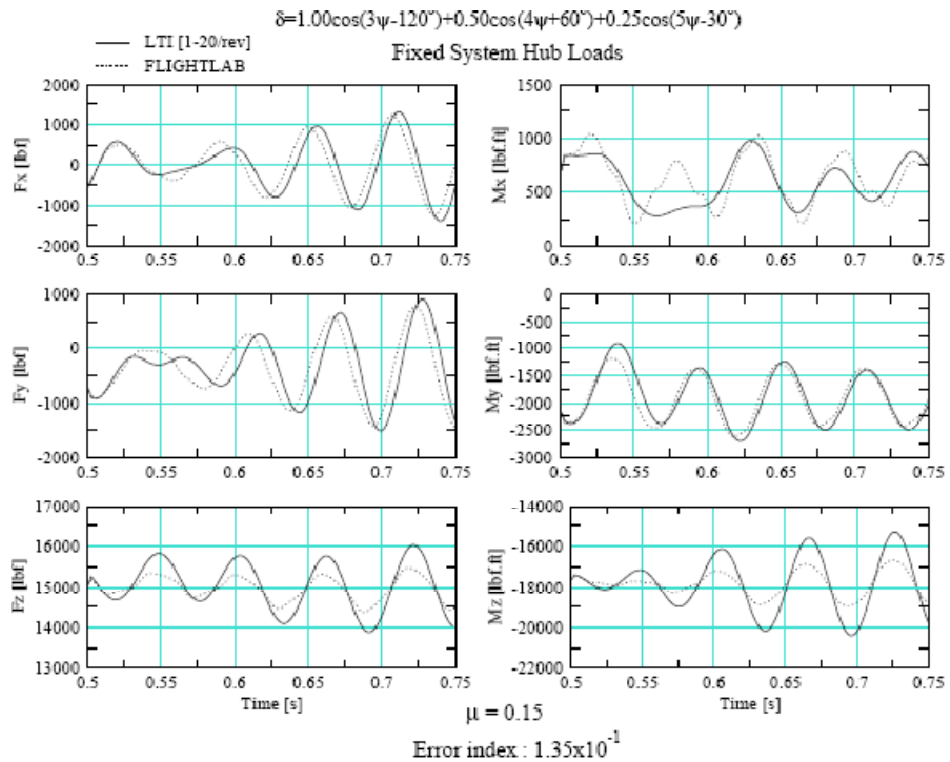 δ=1.00cos(3ψ-120°)+0.50cos(4ψ+60°)+0.25cos(5ψ-30°)
LTI [1-20/rev]
FLIGHTLAB
Fixed System Hub Loads
Fx [lbf]
2000
1000
0
-1000
-2000
0.5 0.55 0.6 0.65 0.7 0.75
Mx [lbf.ft]
1500
1000
500
0
0.5 0.55 0.6 0.65 0.7 0.75
Fy [lbf]
1000
0
-1000
-2000
0.5 0.55 0.6 0.65 0.7 0.75
My [lbf.ft]
0
-500
-1000
-1500
-2000
-2500
-3000
0.5 0.55 0.6 0.65 0.7 0.75
Fz [lbf]
17000
16000
15000
14000
13000
0.5 0.55 0.6 0.65 0.7 0.75
Time [s]
Mz [lbf.ft]
-14000
-16000
-18000
-20000
-22000
0.5 0.55 0.6 0.65 0.7 0.75
Time [s]
μ = 0.15
Error index : 1.35x10⁻¹